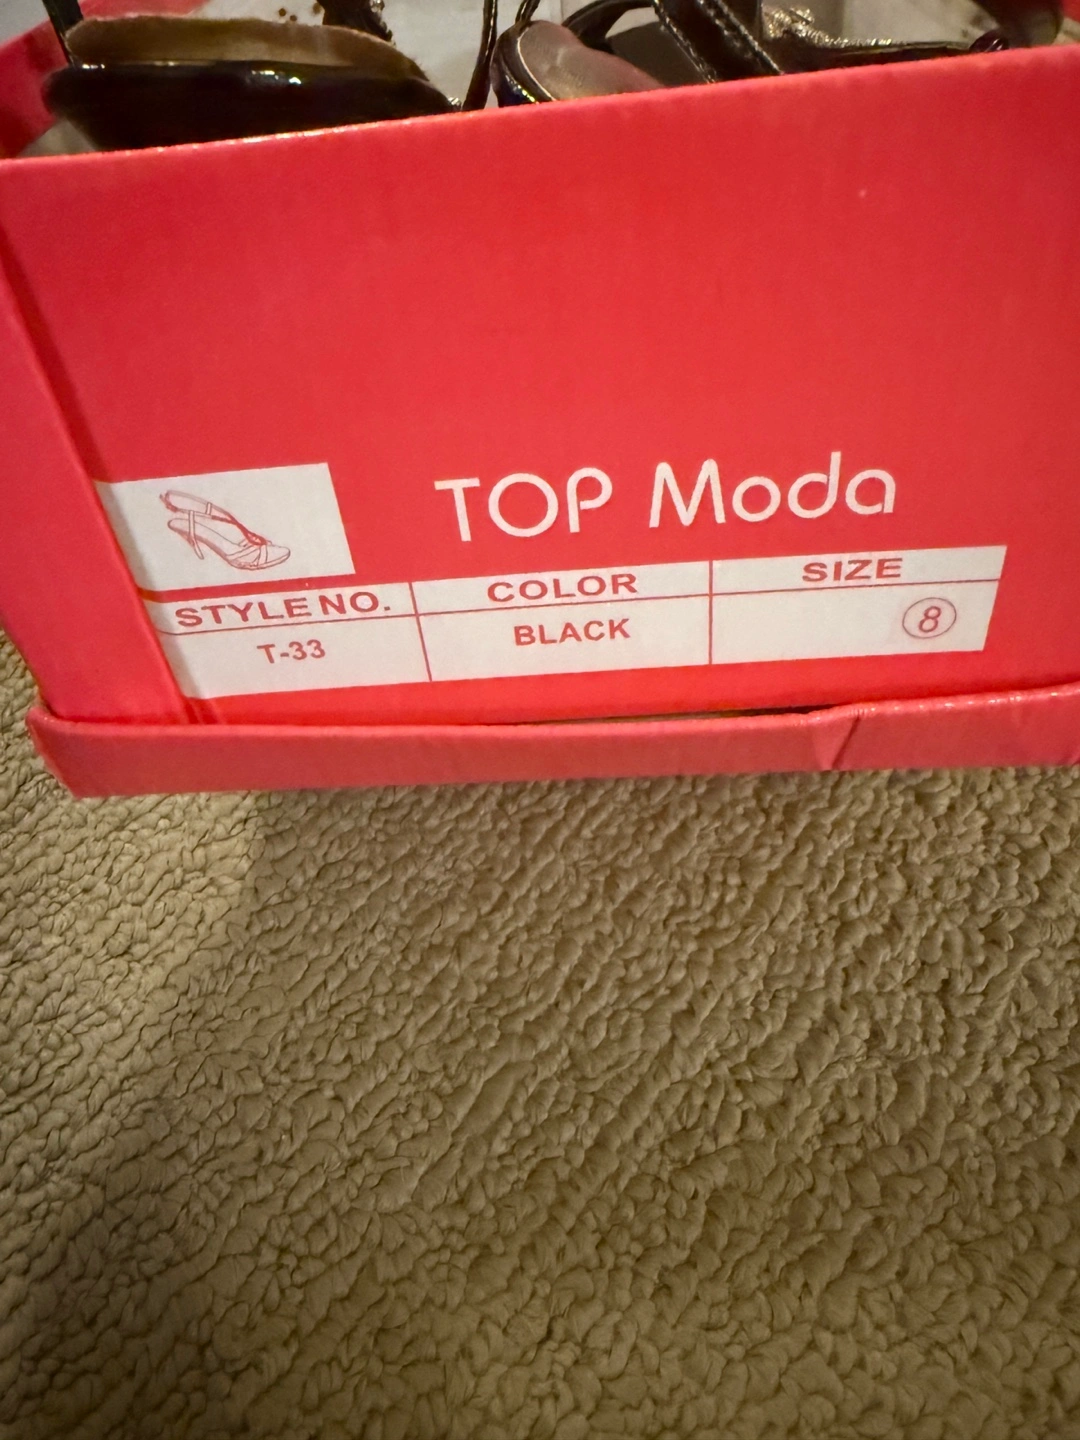 TOP Moda
STYLE NO. COLOR SIZE
T-33 BLACK 8